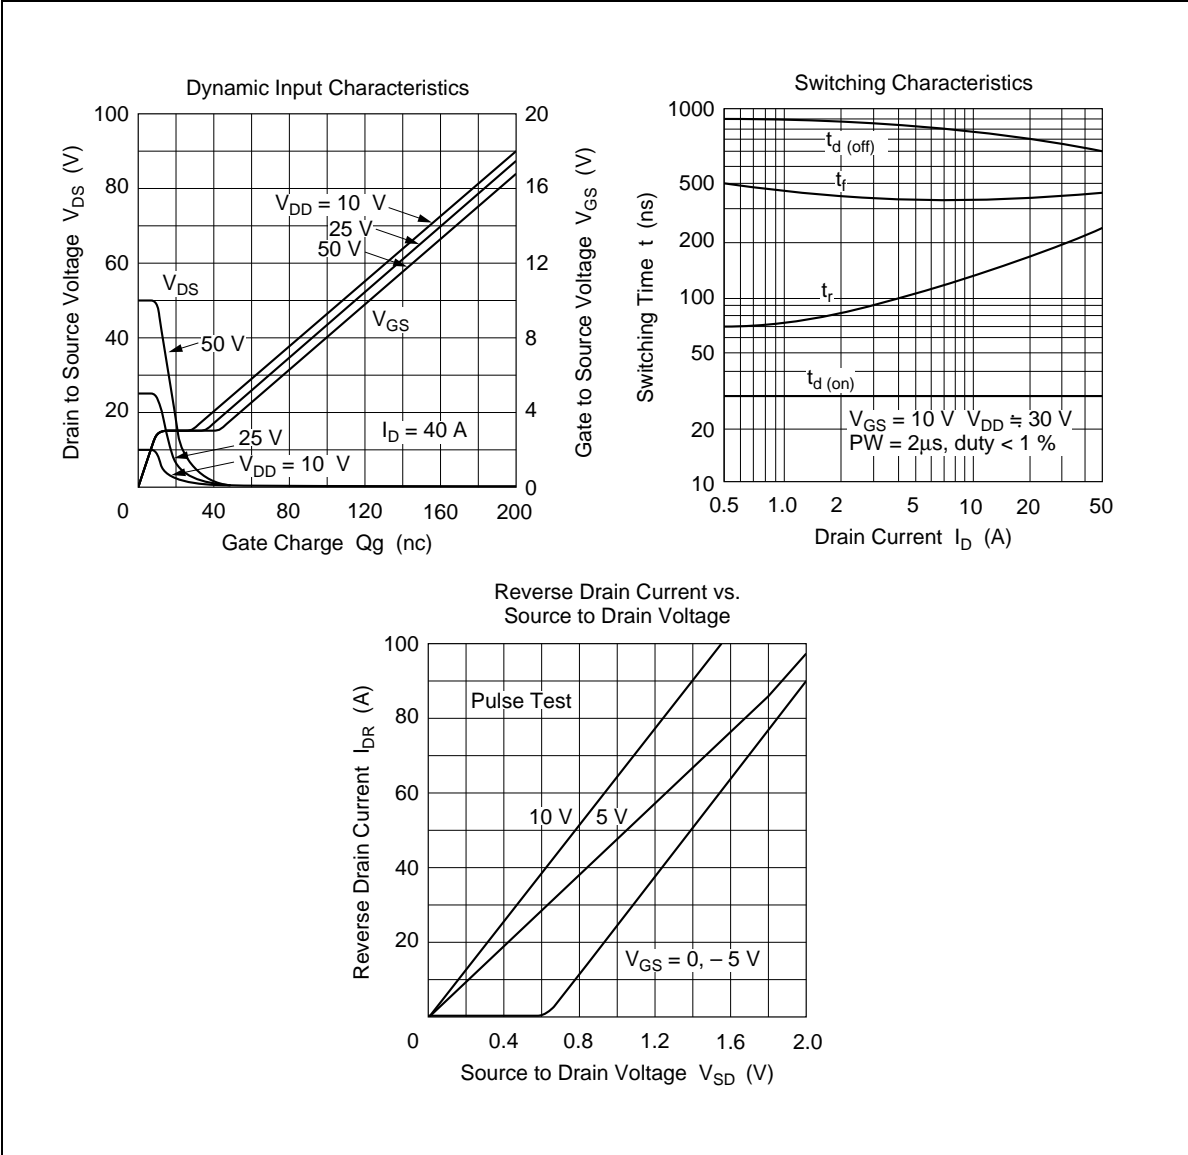 Dynamic Input Characteristics
Drain to Source Voltage V_DS (V)
100
80
60
40
20
0 40 80 120 160 200
Gate Charge Qg (nc)
20
16
12
8
4
0
Gate to Source Voltage V_GS (V)
V_DD = 10 V
25 V
50 V
V_DS
V_GS
50 V
I_D = 40 A
25 V
V_DD = 10 V
Switching Characteristics
Switching Time t (ns)
1000
500
200
100
50
20
10
0.5 1.0 2 5 10 20 50
Drain Current I_D (A)
t_d (off)
t_f
t_r
t_d (on)
V_GS = 10 V V_DD ≒ 30 V
PW = 2μs, duty < 1 %
Reverse Drain Current vs.
Source to Drain Voltage
Reverse Drain Current I_DR (A)
100
80
60
40
20
0 0.4 0.8 1.2 1.6 2.0
Source to Drain Voltage V_SD (V)
Pulse Test
10 V 5 V
V_GS = 0, – 5 V